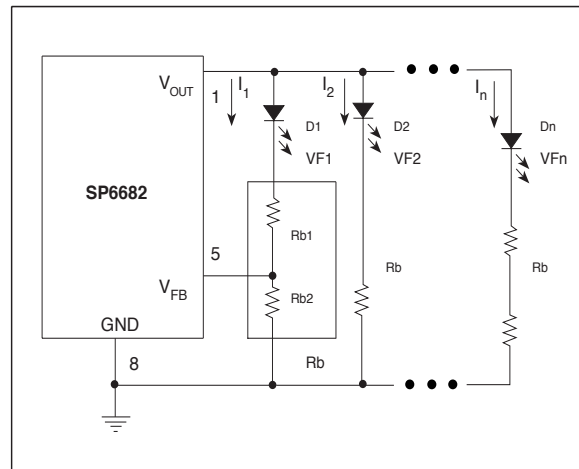 VOUT
1
I1
I2
In
D1
VF1
D2
VF2
Dn
VFn
SP6682
Rb1
5
VFB
Rb2
Rb
Rb
GND
8
Rb